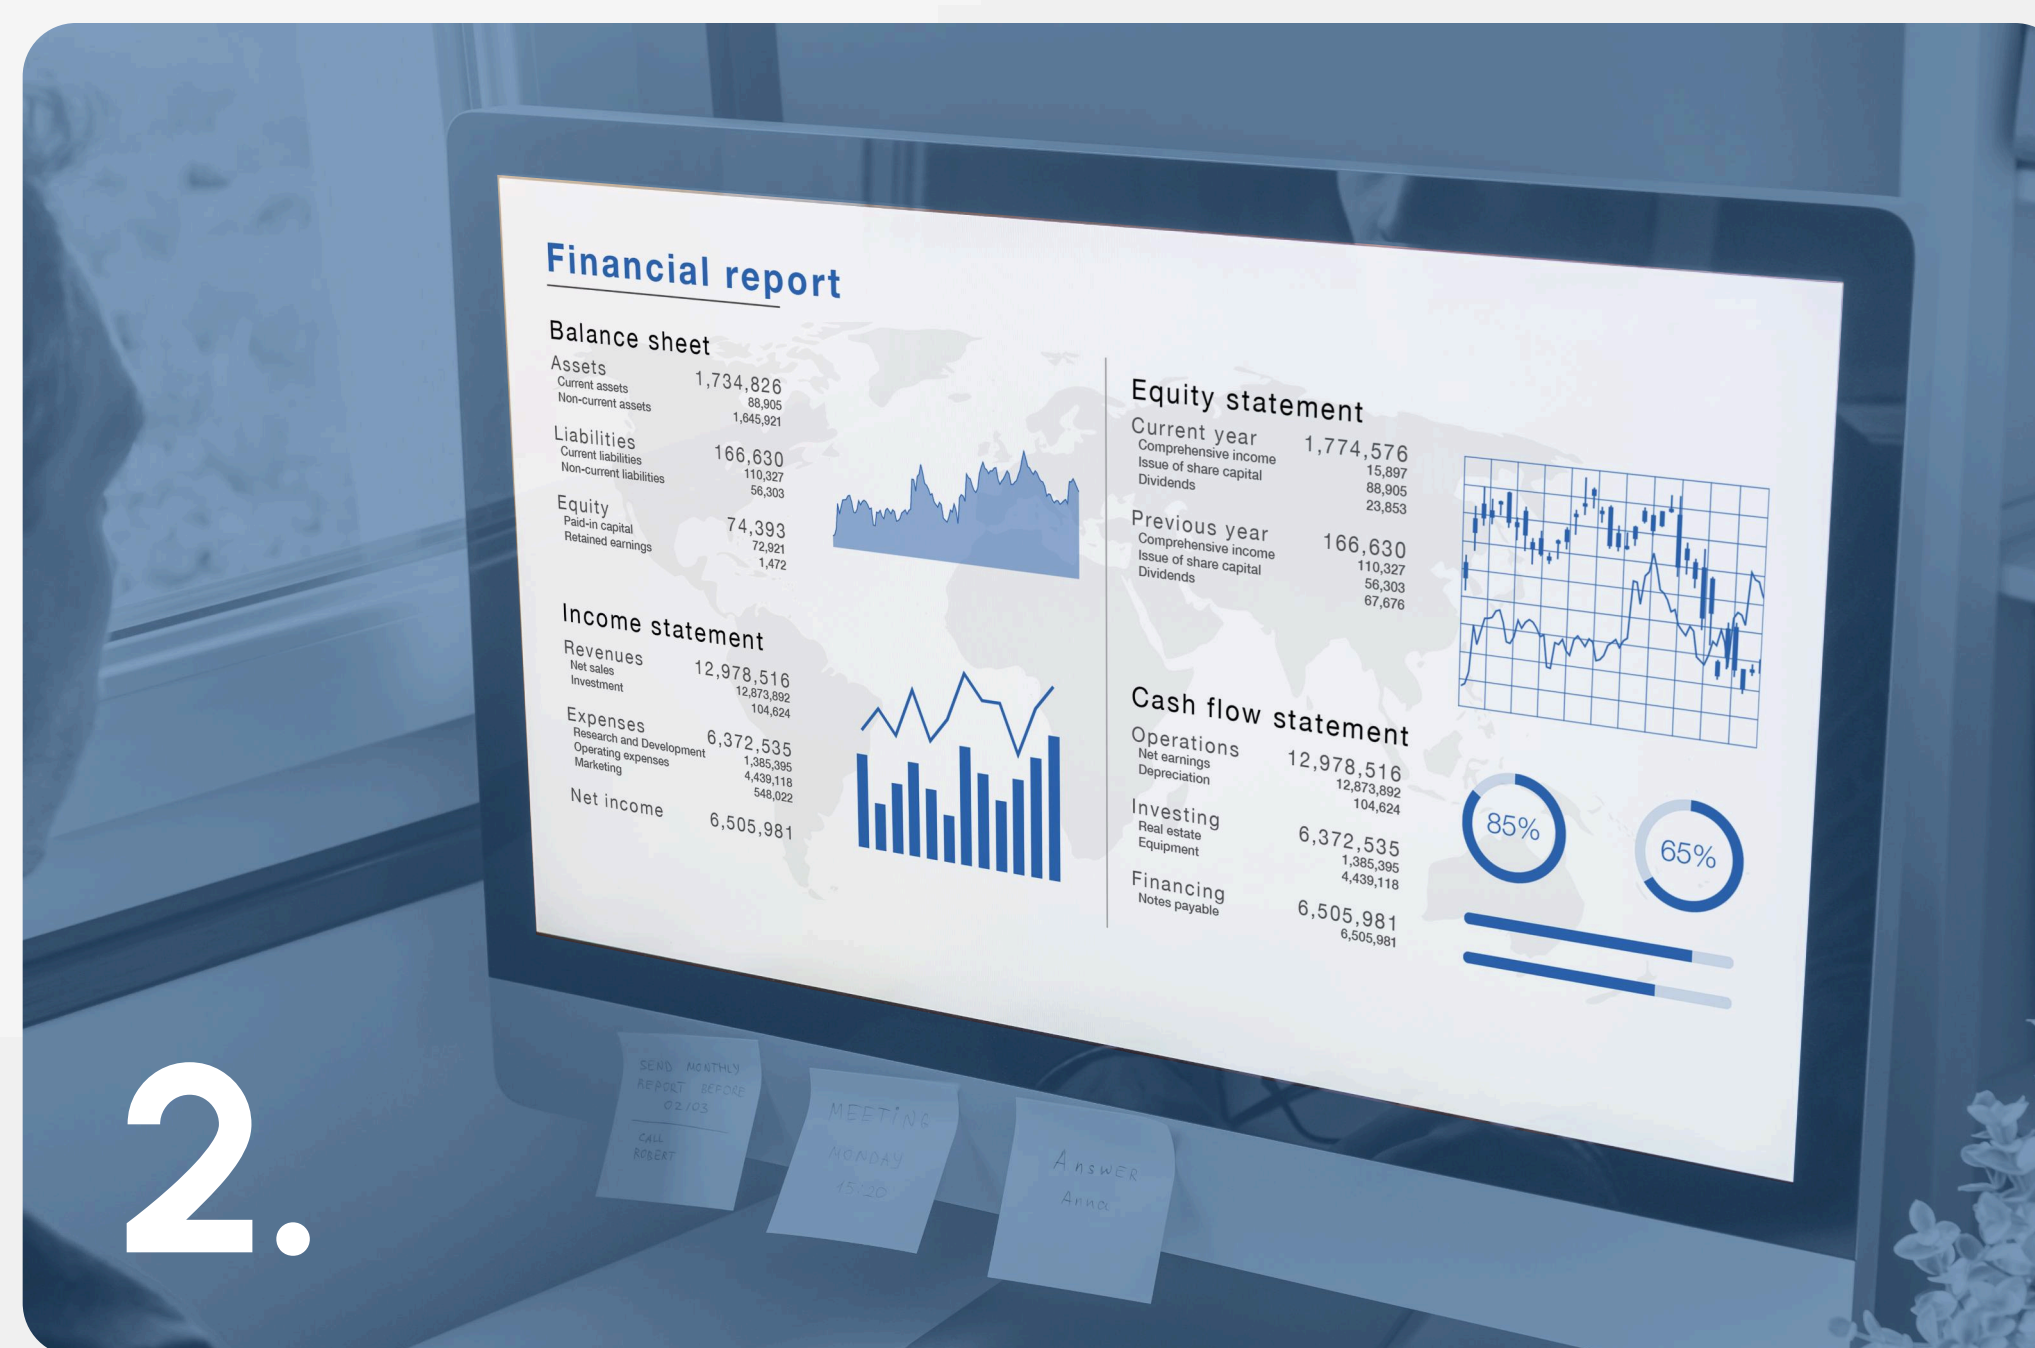 Financial report
Balance sheet
Assets 1,734,826
Current assets 88,905
Non-current assets 1,645,921
Liabilities 166,630
Current liabilities 110,327
Non-current liabilities 56,303
Equity 74,393
Paid-in capital 72,921
Retained earnings 1,472
Income statement
Revenues 12,978,516
Net sales 12,873,892
Investment 104,624
Expenses 6,372,535
Research and Development 1,385,395
Operating expenses 4,439,118
Marketing 548,022
Net income 6,505,981
Equity statement
Current year 1,774,576
Comprehensive income 15,897
Issue of share capital 88,905
Dividends 23,853
Previous year 166,630
Comprehensive income 110,327
Issue of share capital 56,303
Dividends 67,676
Cash flow statement
Operations 12,978,516
Net earnings 12,873,892
Depreciation 104,624
Investing 6,372,535
Real estate 1,385,395
Equipment 4,439,118
Financing 6,505,981
Notes payable 6,505,981
85%
65%
SEND MONTHLY
REPORT BEFORE
02/03
CALL
ROBERT
MEETING
MONDAY
15:20
Answer
Anna
2.